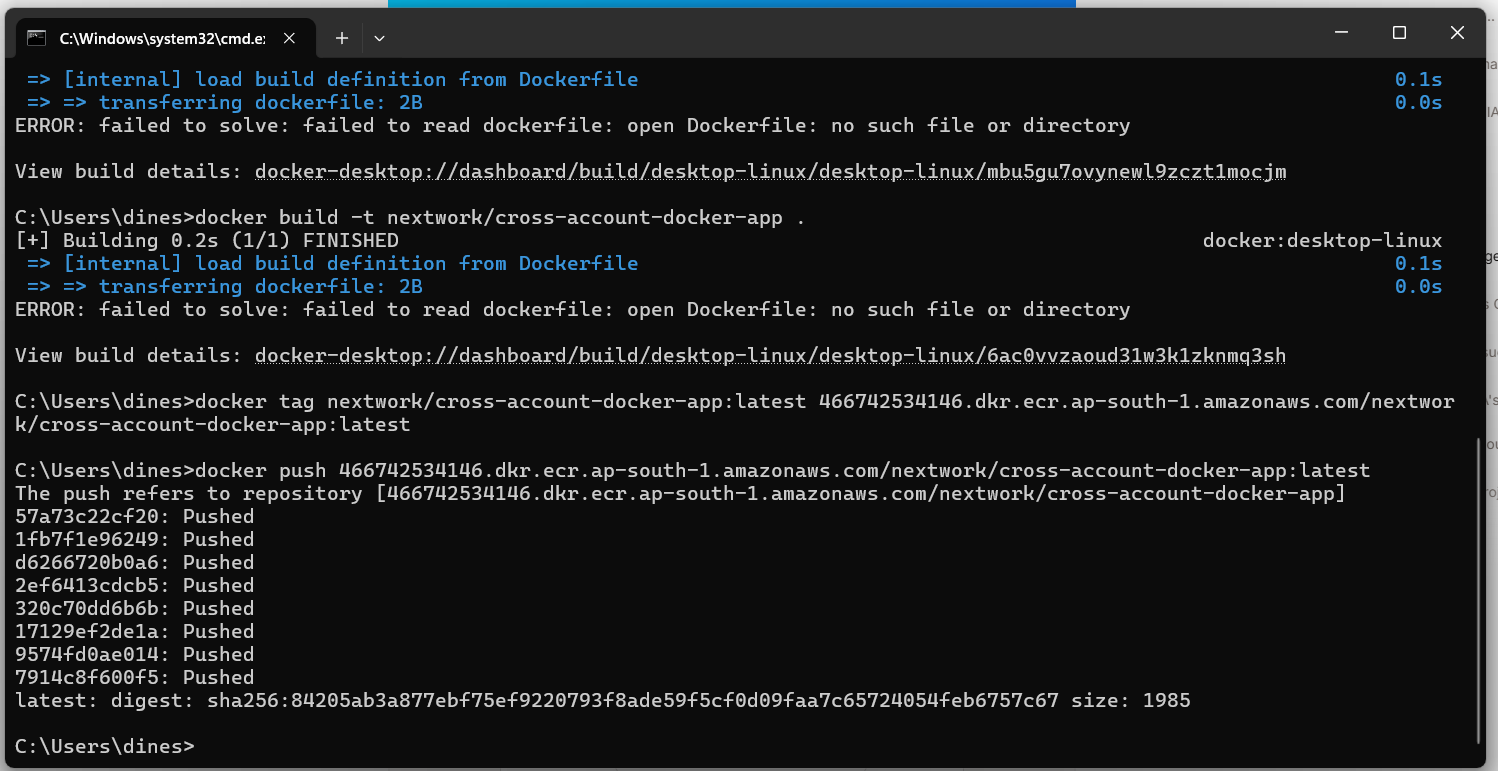 C:\Windows\system32\cmd.e
=> [internal] load build definition from Dockerfile 0.1s
=> => transferring dockerfile: 2B 0.0s
ERROR: failed to solve: failed to read dockerfile: open Dockerfile: no such file or directory
View build details: docker-desktop://dashboard/build/desktop-linux/desktop-linux/mbu5gu7ovynewl9zczt1mocjm
C:\Users\dines>docker build -t nextwork/cross-account-docker-app .
[+] Building 0.2s (1/1) FINISHED docker:desktop-linux
=> [internal] load build definition from Dockerfile 0.1s
=> => transferring dockerfile: 2B 0.0s
ERROR: failed to solve: failed to read dockerfile: open Dockerfile: no such file or directory
View build details: docker-desktop://dashboard/build/desktop-linux/desktop-linux/6ac0vvzaoud31w3k1zknmq3sh
C:\Users\dines>docker tag nextwork/cross-account-docker-app:latest 466742534146.dkr.ecr.ap-south-1.amazonaws.com/nextwor
k/cross-account-docker-app:latest
C:\Users\dines>docker push 466742534146.dkr.ecr.ap-south-1.amazonaws.com/nextwork/cross-account-docker-app:latest
The push refers to repository [466742534146.dkr.ecr.ap-south-1.amazonaws.com/nextwork/cross-account-docker-app]
57a73c22cf20: Pushed
1fb7f1e96249: Pushed
d6266720b0a6: Pushed
2ef6413cdcb5: Pushed
320c70dd6b6b: Pushed
17129ef2de1a: Pushed
9574fd0ae014: Pushed
7914c8f600f5: Pushed
latest: digest: sha256:84205ab3a877ebf75ef9220793f8ade59f5cf0d09faa7c65724054feb6757c67 size: 1985
C:\Users\dines>